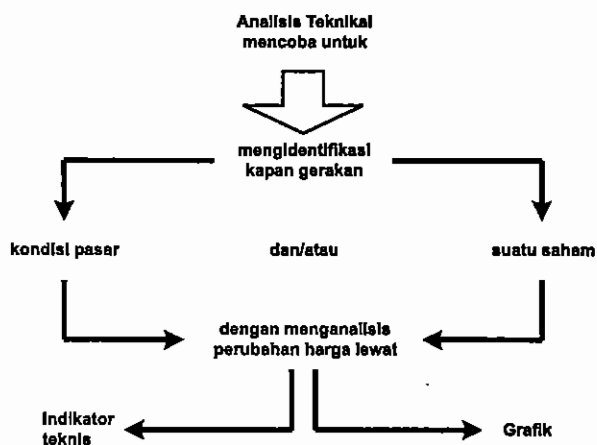 Analisis Teknikal
mencoba untuk
mengidentifikasi
kapan gerakan
kondisi pasar
dan/atau
suatu saham
dengan menganalisis
perubahan harga lewat
Indikator
teknis
Grafik